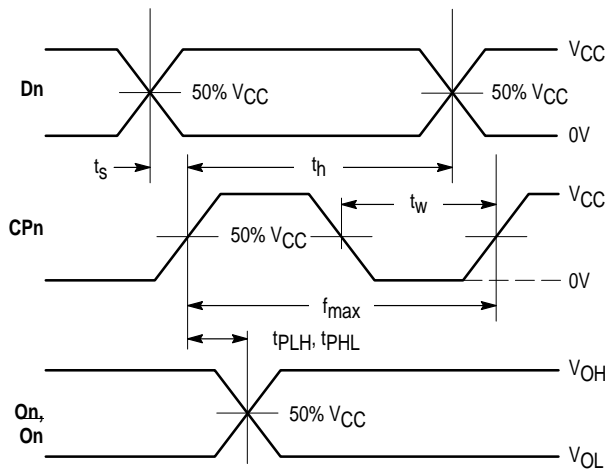 VCC
Dn
50% VCC
50% VCC
0V
ts
th
VCC
tw
CPn
50% VCC
0V
fmax
tPLH, tPHL
VOH
On,
On
50% VCC
VOL